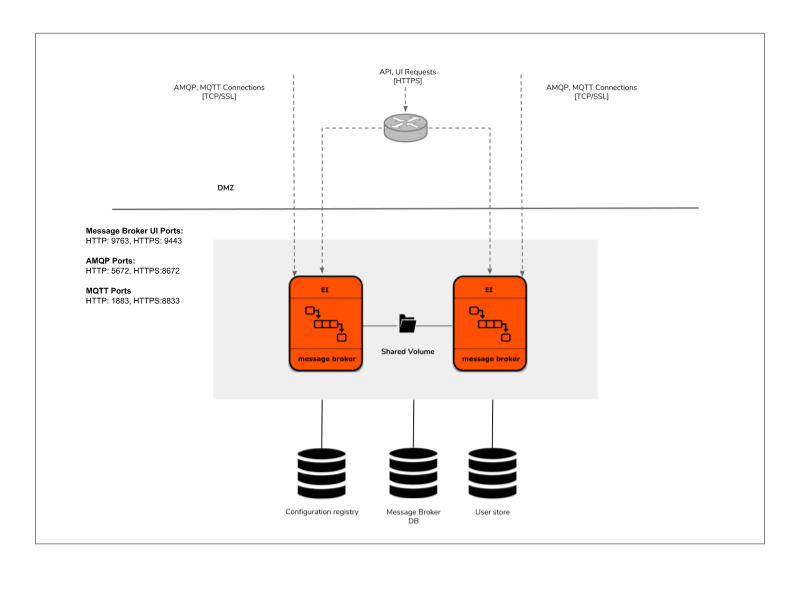 API, UI Requests
[HTTPS]
AMQP, MQTT Connections
[TCP/SSL]
AMQP, MQTT Connections
[TCP/SSL]
DMZ
Message Broker UI Ports:
HTTP: 9763, HTTPS: 9443
AMQP Ports:
HTTP: 5672, HTTPS:8672
MQTT Ports
HTTP: 1883, HTTPS:8833
EI
message broker
Shared Volume
EI
message broker
Configuration registry
Message Broker
DB
User store